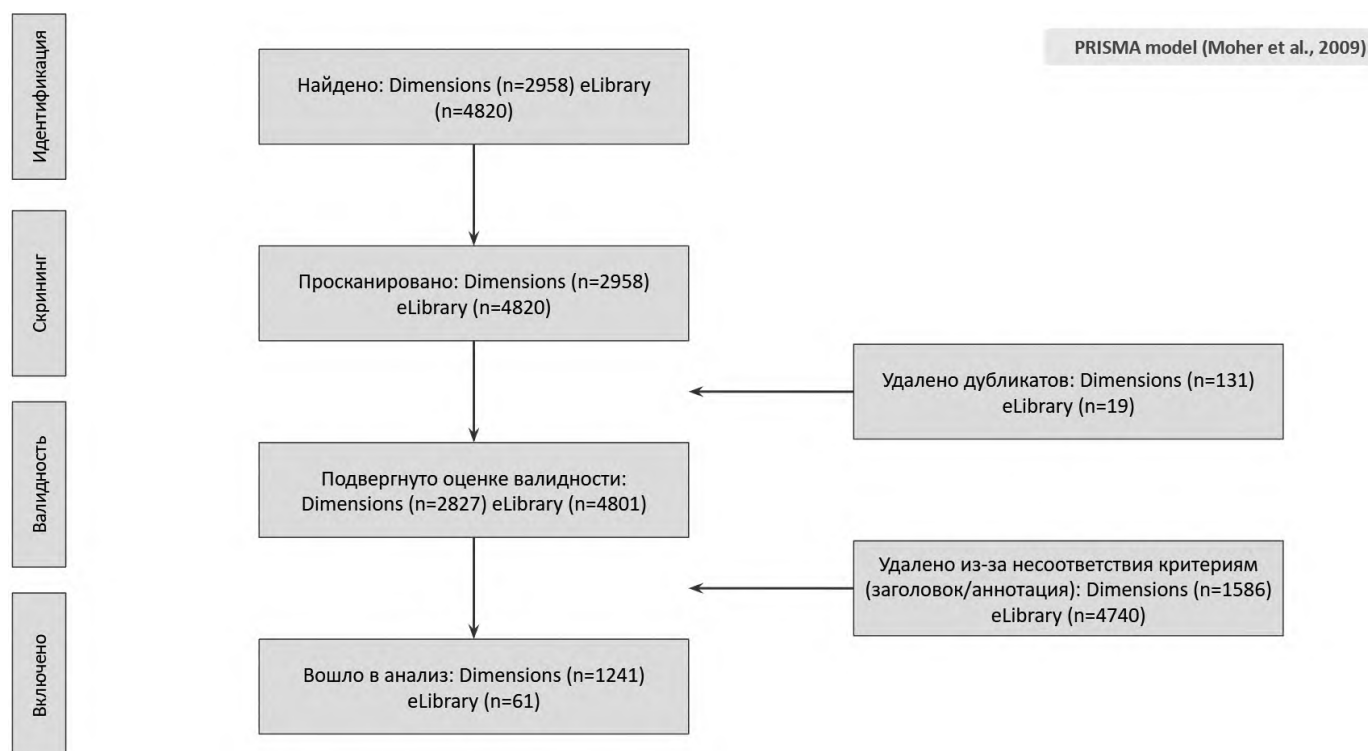 Идентификация
PRISMA model (Moher et al., 2009)
Найдено: Dimensions (n=2958) eLibrary
(n=4820)
Скрининг
Просканировано: Dimensions (n=2958)
eLibrary (n=4820)
Удалено дубликатов: Dimensions (n=131)
eLibrary (n=19)
Валидность
Подвергнуто оценке валидности:
Dimensions (n=2827) eLibrary (n=4801)
Удалено из-за несоответствия критериям
(заголовок/аннотация): Dimensions (n=1586)
eLibrary (n=4740)
Включено
Вошло в анализ: Dimensions (n=1241)
eLibrary (n=61)